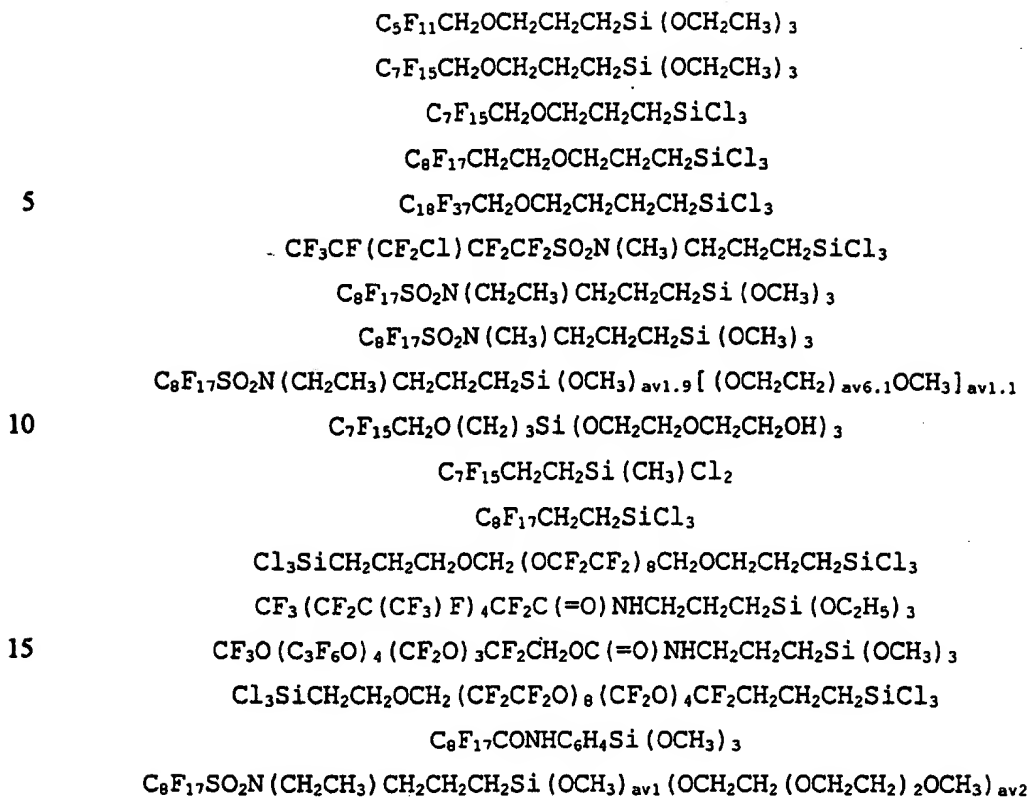 C₅F₁₁CH₂OCH₂CH₂CH₂Si(OCH₂CH₃)₃
C₇F₁₅CH₂OCH₂CH₂CH₂Si(OCH₂CH₃)₃
C₇F₁₅CH₂OCH₂CH₂CH₂SiCl₃
C₈F₁₇CH₂CH₂OCH₂CH₂CH₂SiCl₃
5 C₁₈F₃₇CH₂OCH₂CH₂CH₂CH₂SiCl₃
CF₃CF(CF₂Cl)CF₂CF₂SO₂N(CH₃)CH₂CH₂CH₂SiCl₃
C₈F₁₇SO₂N(CH₂CH₃)CH₂CH₂CH₂Si(OCH₃)₃
C₈F₁₇SO₂N(CH₃)CH₂CH₂CH₂Si(OCH₃)₃
C₈F₁₇SO₂N(CH₂CH₃)CH₂CH₂CH₂Si(OCH₃)av1.9[(OCH₂CH₂)av6.1OCH₃]av1.1
10 C₇F₁₅CH₂O(CH₂)₃Si(OCH₂CH₂OCH₂CH₂OH)₃
C₇F₁₅CH₂CH₂Si(CH₃)Cl₂
C₈F₁₇CH₂CH₂SiCl₃
Cl₃SiCH₂CH₂CH₂OCH₂(OCF₂CF₂)₈CH₂OCH₂CH₂CH₂SiCl₃
CF₃(CF₂C(CF₃)F)₄CF₂C(=O)NHCH₂CH₂CH₂Si(OC₂H₅)₃
15 CF₃O(C₃F₆O)₄(CF₂O)₃CF₂CH₂OC(=O)NHCH₂CH₂CH₂Si(OCH₃)₃
Cl₃SiCH₂CH₂OCH₂(CF₂CF₂O)₈(CF₂O)₄CF₂CH₂CH₂CH₂SiCl₃
C₈F₁₇CONHC₆H₄Si(OCH₃)₃
C₈F₁₇SO₂N(CH₂CH₃)CH₂CH₂CH₂Si(OCH₃)av1(OCH₂CH₂(OCH₂CH₂)₂OCH₃)av2